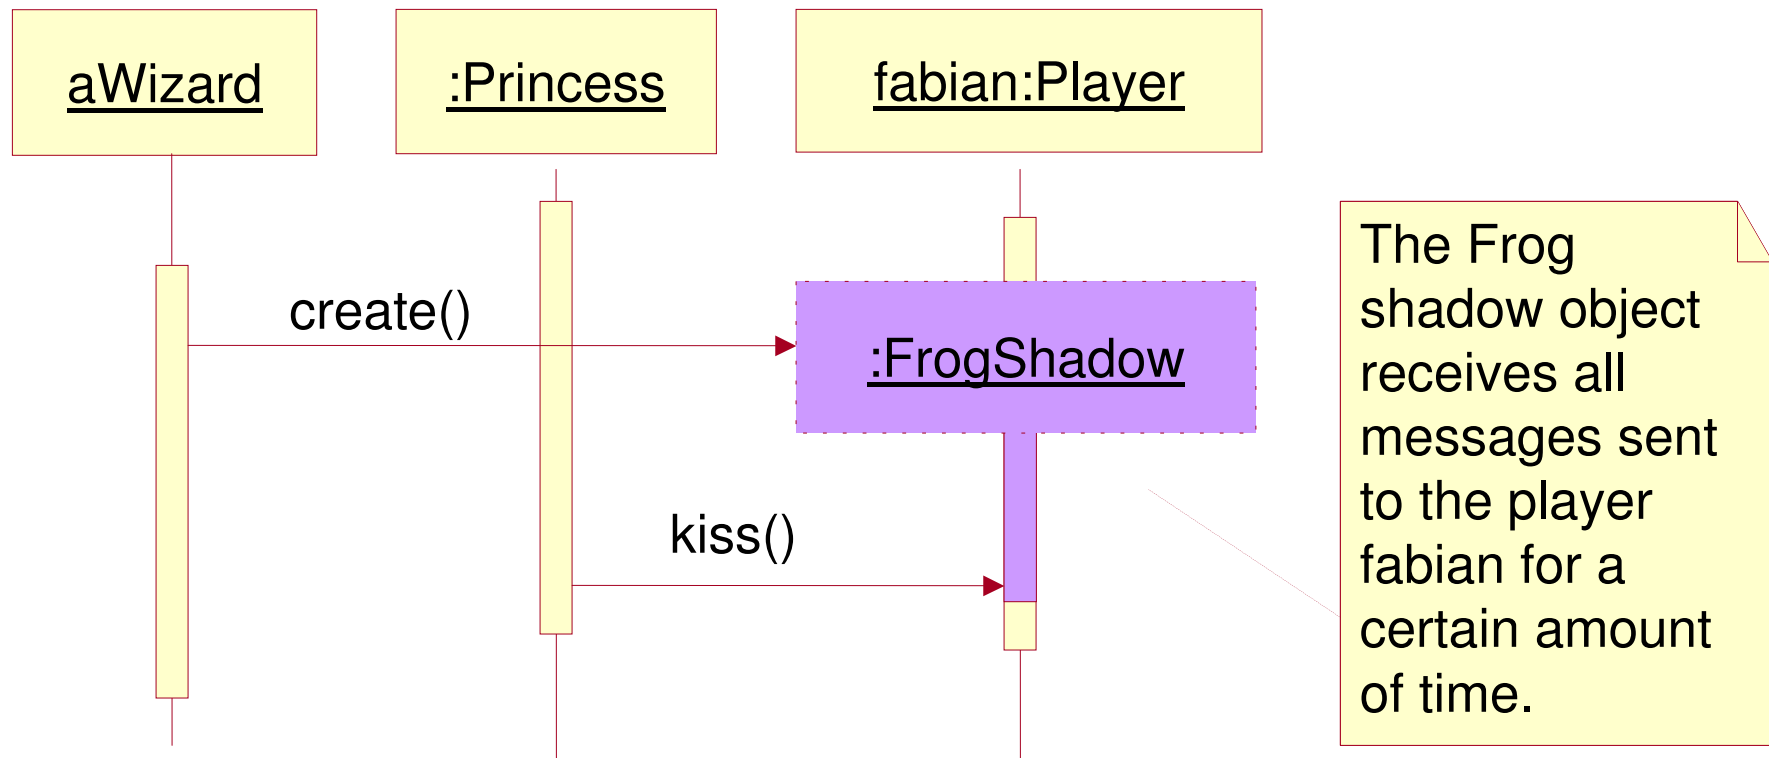 aWizard
:Princess
fabian:Player
create()
:FrogShadow
kiss()
The Frog
shadow object
receives all
messages sent
to the player
fabian for a
certain amount
of time.